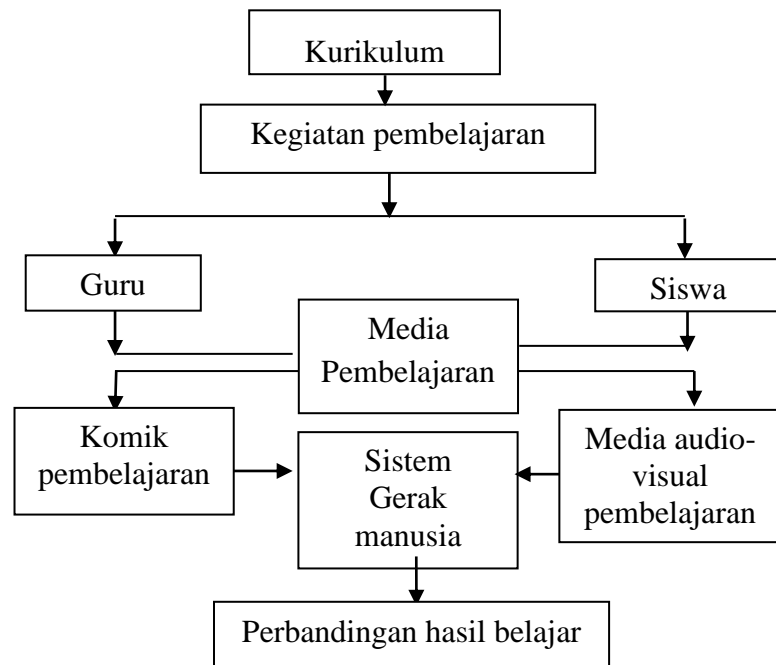 Kurikulum
Kegiatan pembelajaran
Guru
Siswa
Media
Pembelajaran
Komik
pembelajaran
Sistem
Gerak
manusia
Media audio-
visual
pembelajaran
Perbandingan hasil belajar